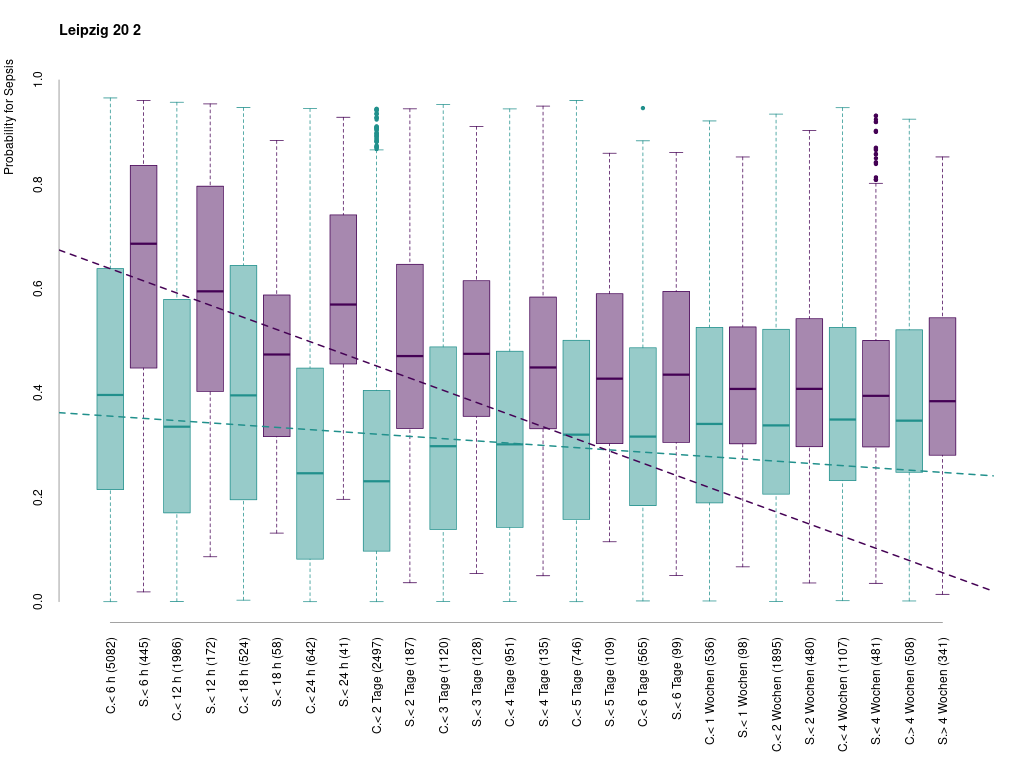 Leipzig 20 2
Probability for Sepsis
1.0
0.8
0.6
0.4
0.2
0.0
C.< 6 h (5082)
S.< 6 h (445)
C.< 12 h (1986)
S.< 12 h (172)
C.< 18 h (524)
S.< 18 h (58)
C.< 24 h (642)
S.< 24 h (41)
C.< 2 Tage (2497)
S.< 2 Tage (187)
C.< 3 Tage (1120)
S.< 3 Tage (128)
C.< 4 Tage (951)
S.< 4 Tage (135)
C.< 5 Tage (746)
S.< 5 Tage (109)
C.< 6 Tage (565)
S.< 6 Tage (99)
C.< 1 Wochen (536)
S.< 1 Wochen (98)
C.< 2 Wochen (1895)
S.< 2 Wochen (480)
C.< 4 Wochen (1107)
S.< 4 Wochen (481)
C.> 4 Wochen (508)
S.> 4 Wochen (341)